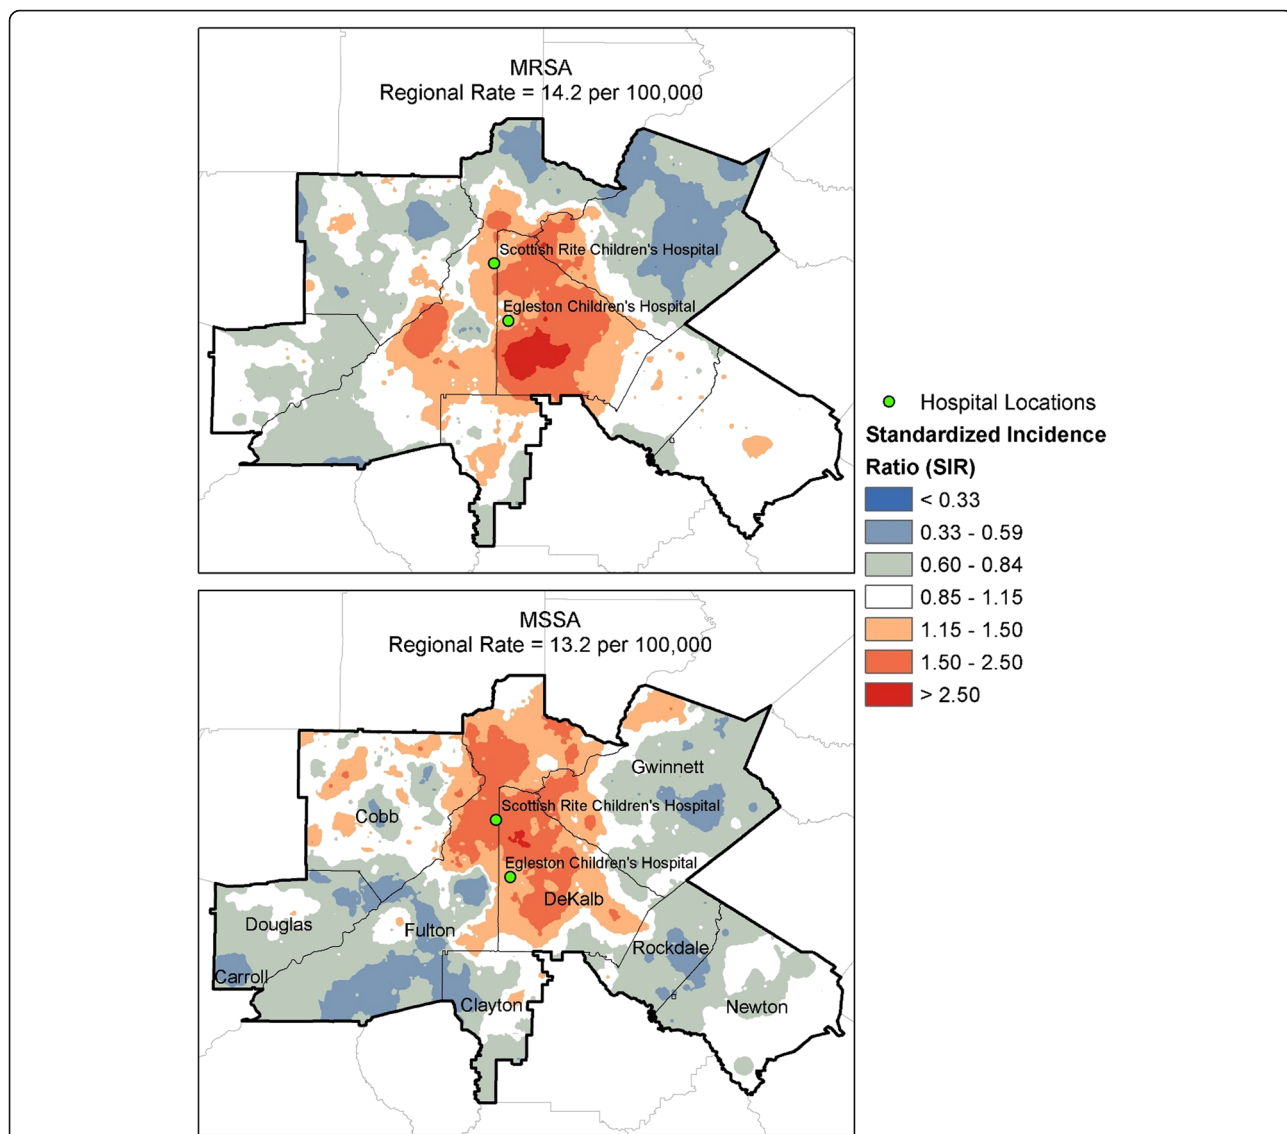 MRSA
Regional Rate = 14.2 per 100,000
Scottish Rite Children's Hospital
Egleston Children's Hospital
Hospital Locations
Standardized Incidence
Ratio (SIR)
< 0.33
0.33 - 0.59
0.60 - 0.84
0.85 - 1.15
1.15 - 1.50
1.50 - 2.50
> 2.50
MSSA
Regional Rate = 13.2 per 100,000
Gwinnett
Scottish Rite Children's Hospital
Cobb
Egleston Children's Hospital
DeKalb
Douglas
Fulton
Rockdale
Carroll
Clayton
Newton